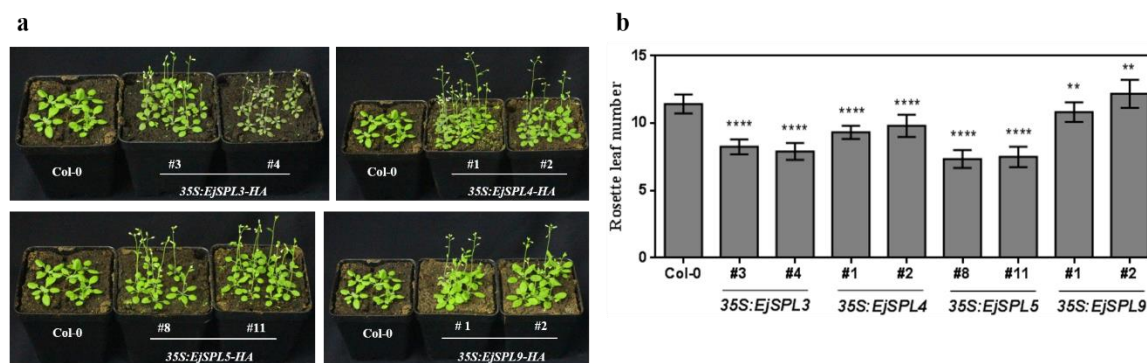 a
Col-0
#3
#4
35S:EjSPL3-HA
Col-0
#1
#2
35S:EjSPL4-HA
Col-0
#8
#11
35S:EjSPL5-HA
Col-0
# 1
#2
35S:EjSPL9-HA
b
Rosette leaf number
15
10
5
0
****
****
****
****
****
****
**
**
Col-0
#3
#4
#1
#2
#8
#11
#1
#2
35S:EjSPL3
35S:EjSPL4
35S:EjSPL5
35S:EjSPL9